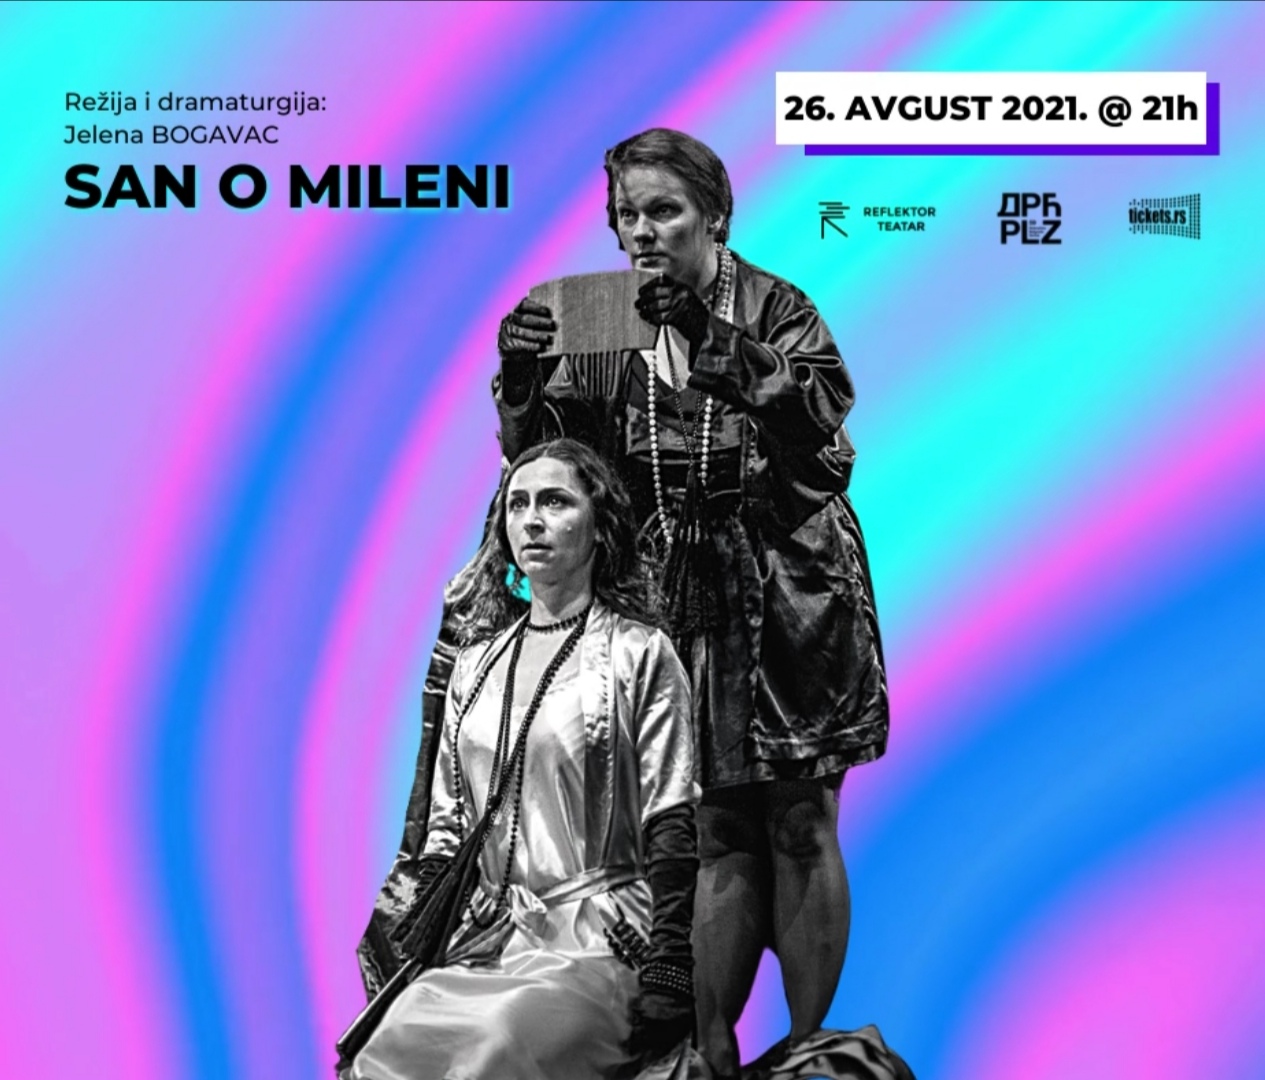 Režija i dramaturgija:
Jelena BOGAVAC
SAN O MILENI
26. AVGUST 2021. @ 21h
REFLEKTOR
TEATAR
ДРЋ
PLZ
tickets.rs